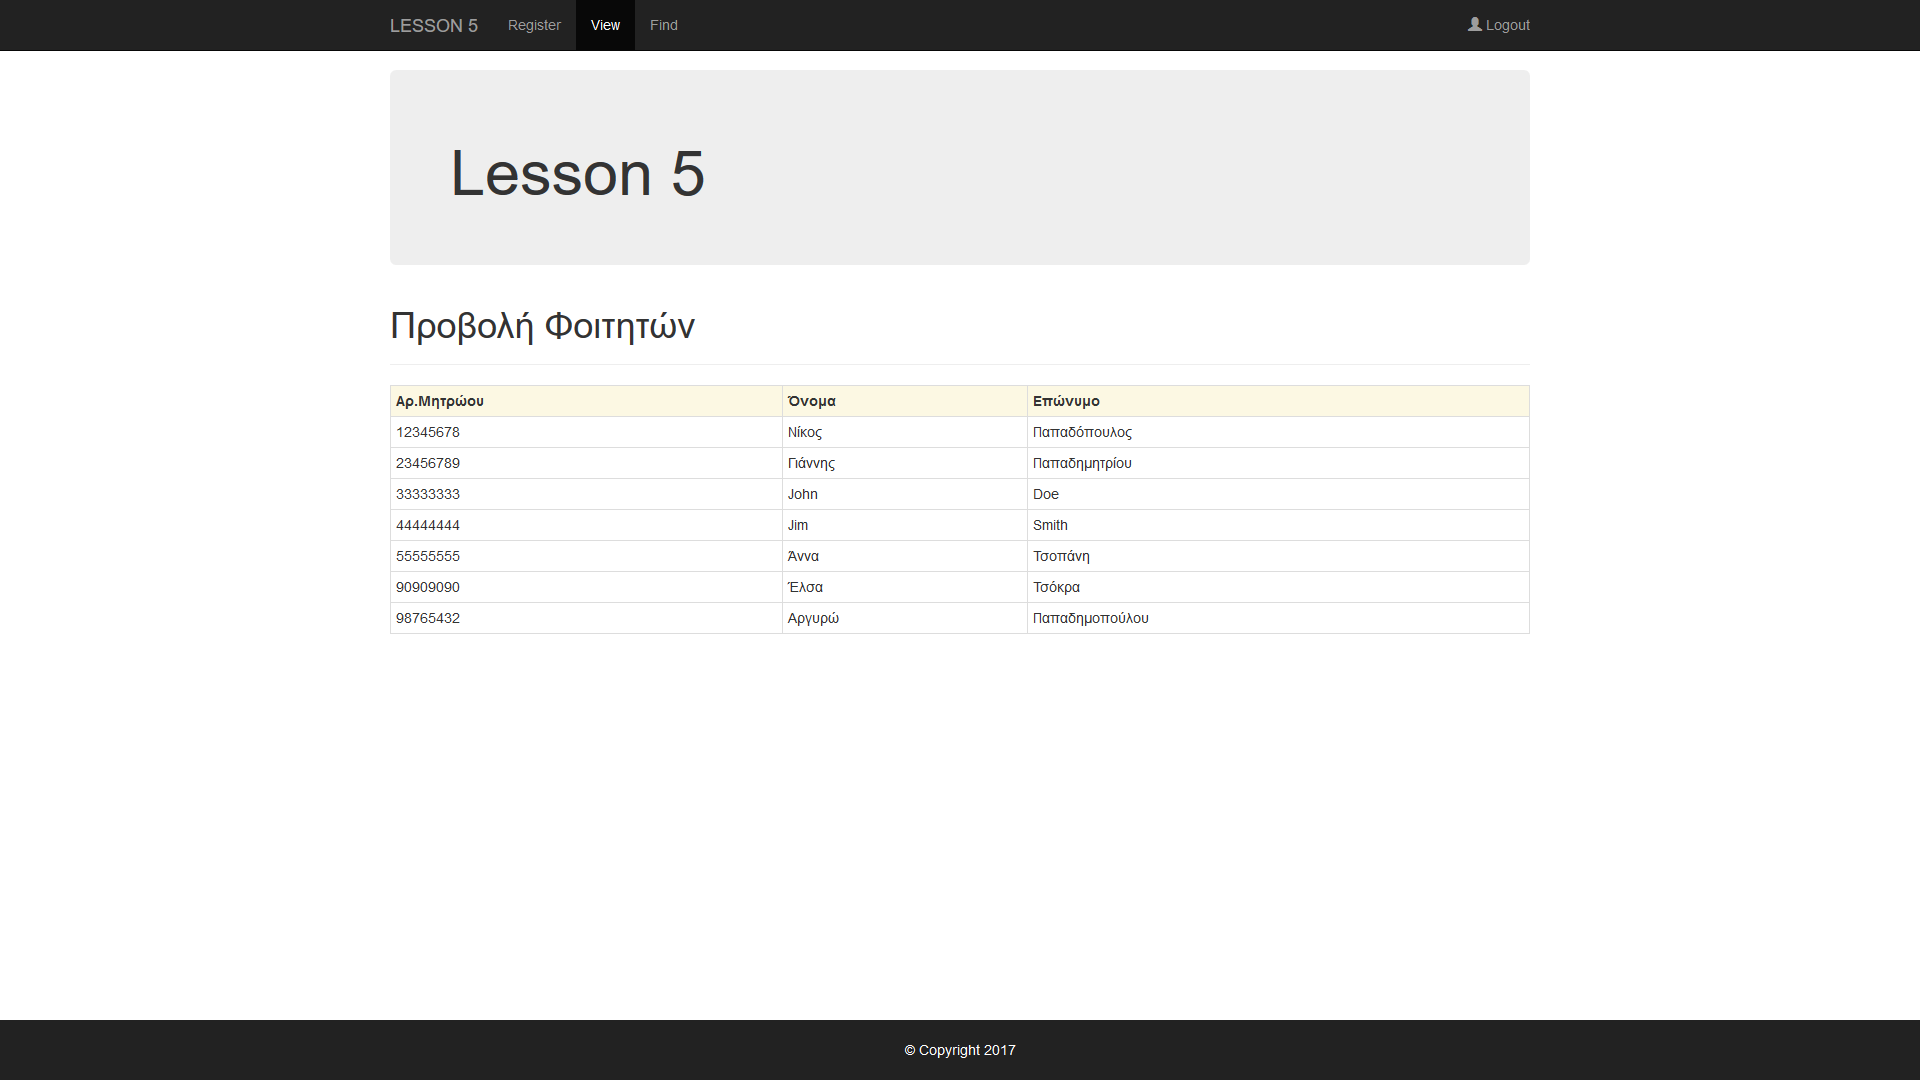 LESSON 5 Register View Find Logout
Lesson 5
Προβολή Φοιτητών
Αρ.Μητρώου Όνομα Επώνυμο
12345678 Νίκος Παπαδόπουλος
23456789 Γιάννης Παπαδημητρίου
33333333 John Doe
44444444 Jim Smith
55555555 Άννα Τσοπάνη
90909090 Έλσα Τσόκρα
98765432 Αργυρώ Παπαδημοπούλου
© Copyright 2017